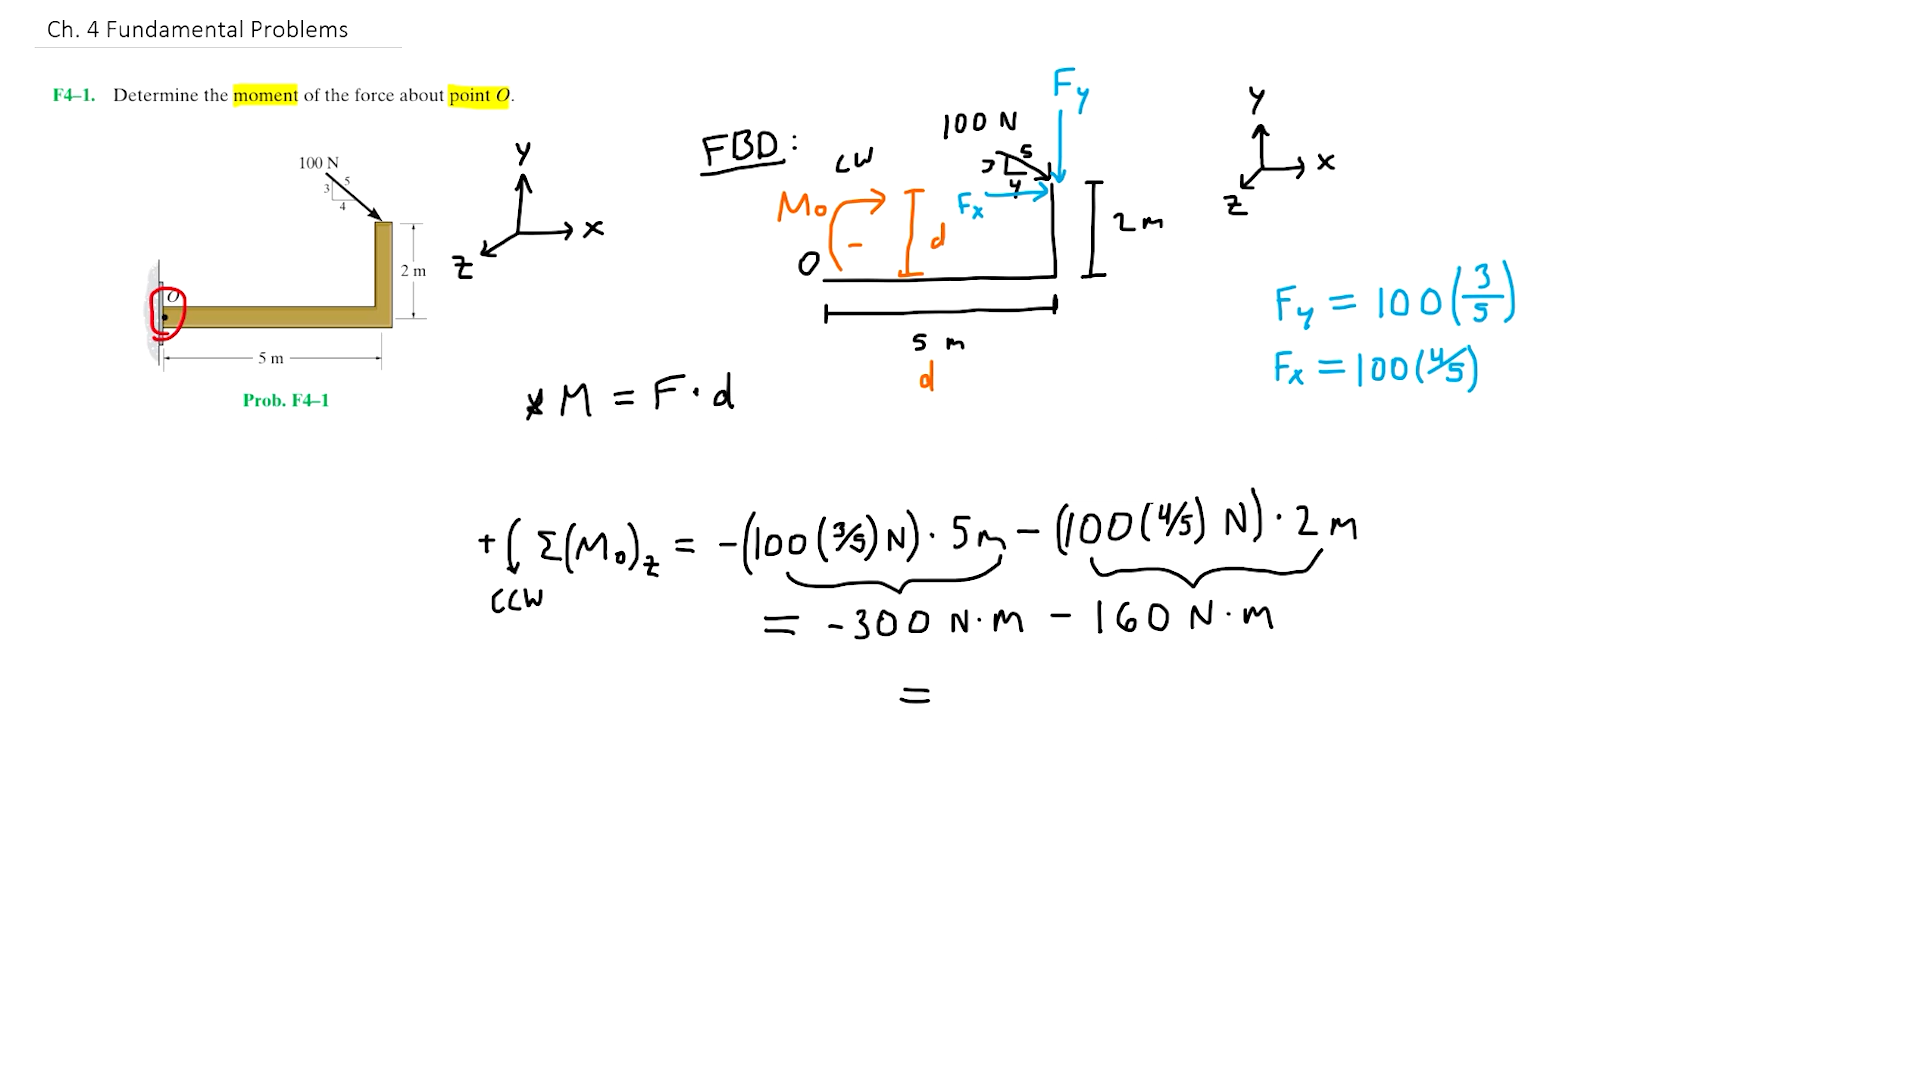 Ch. 4 Fundamental Problems
F4–1. Determine the moment of the force about point O.
100 N
3
5
4
O
2 m
5 m
Prob. F4–1
y
x
z
FBD:
CW
Mo
-
O
d
100 N
3
5
4
Fy
Fx
2 m
5 m
d
y
x
z
Fy = 100(3/5)
Fx = 100(4/5)
* M = F · d
+( Σ(Mo)z = -(100(3/5)N) · 5m - (100(4/5) N) · 2 m
CCW
= -300 N·m - 160 N·m
=